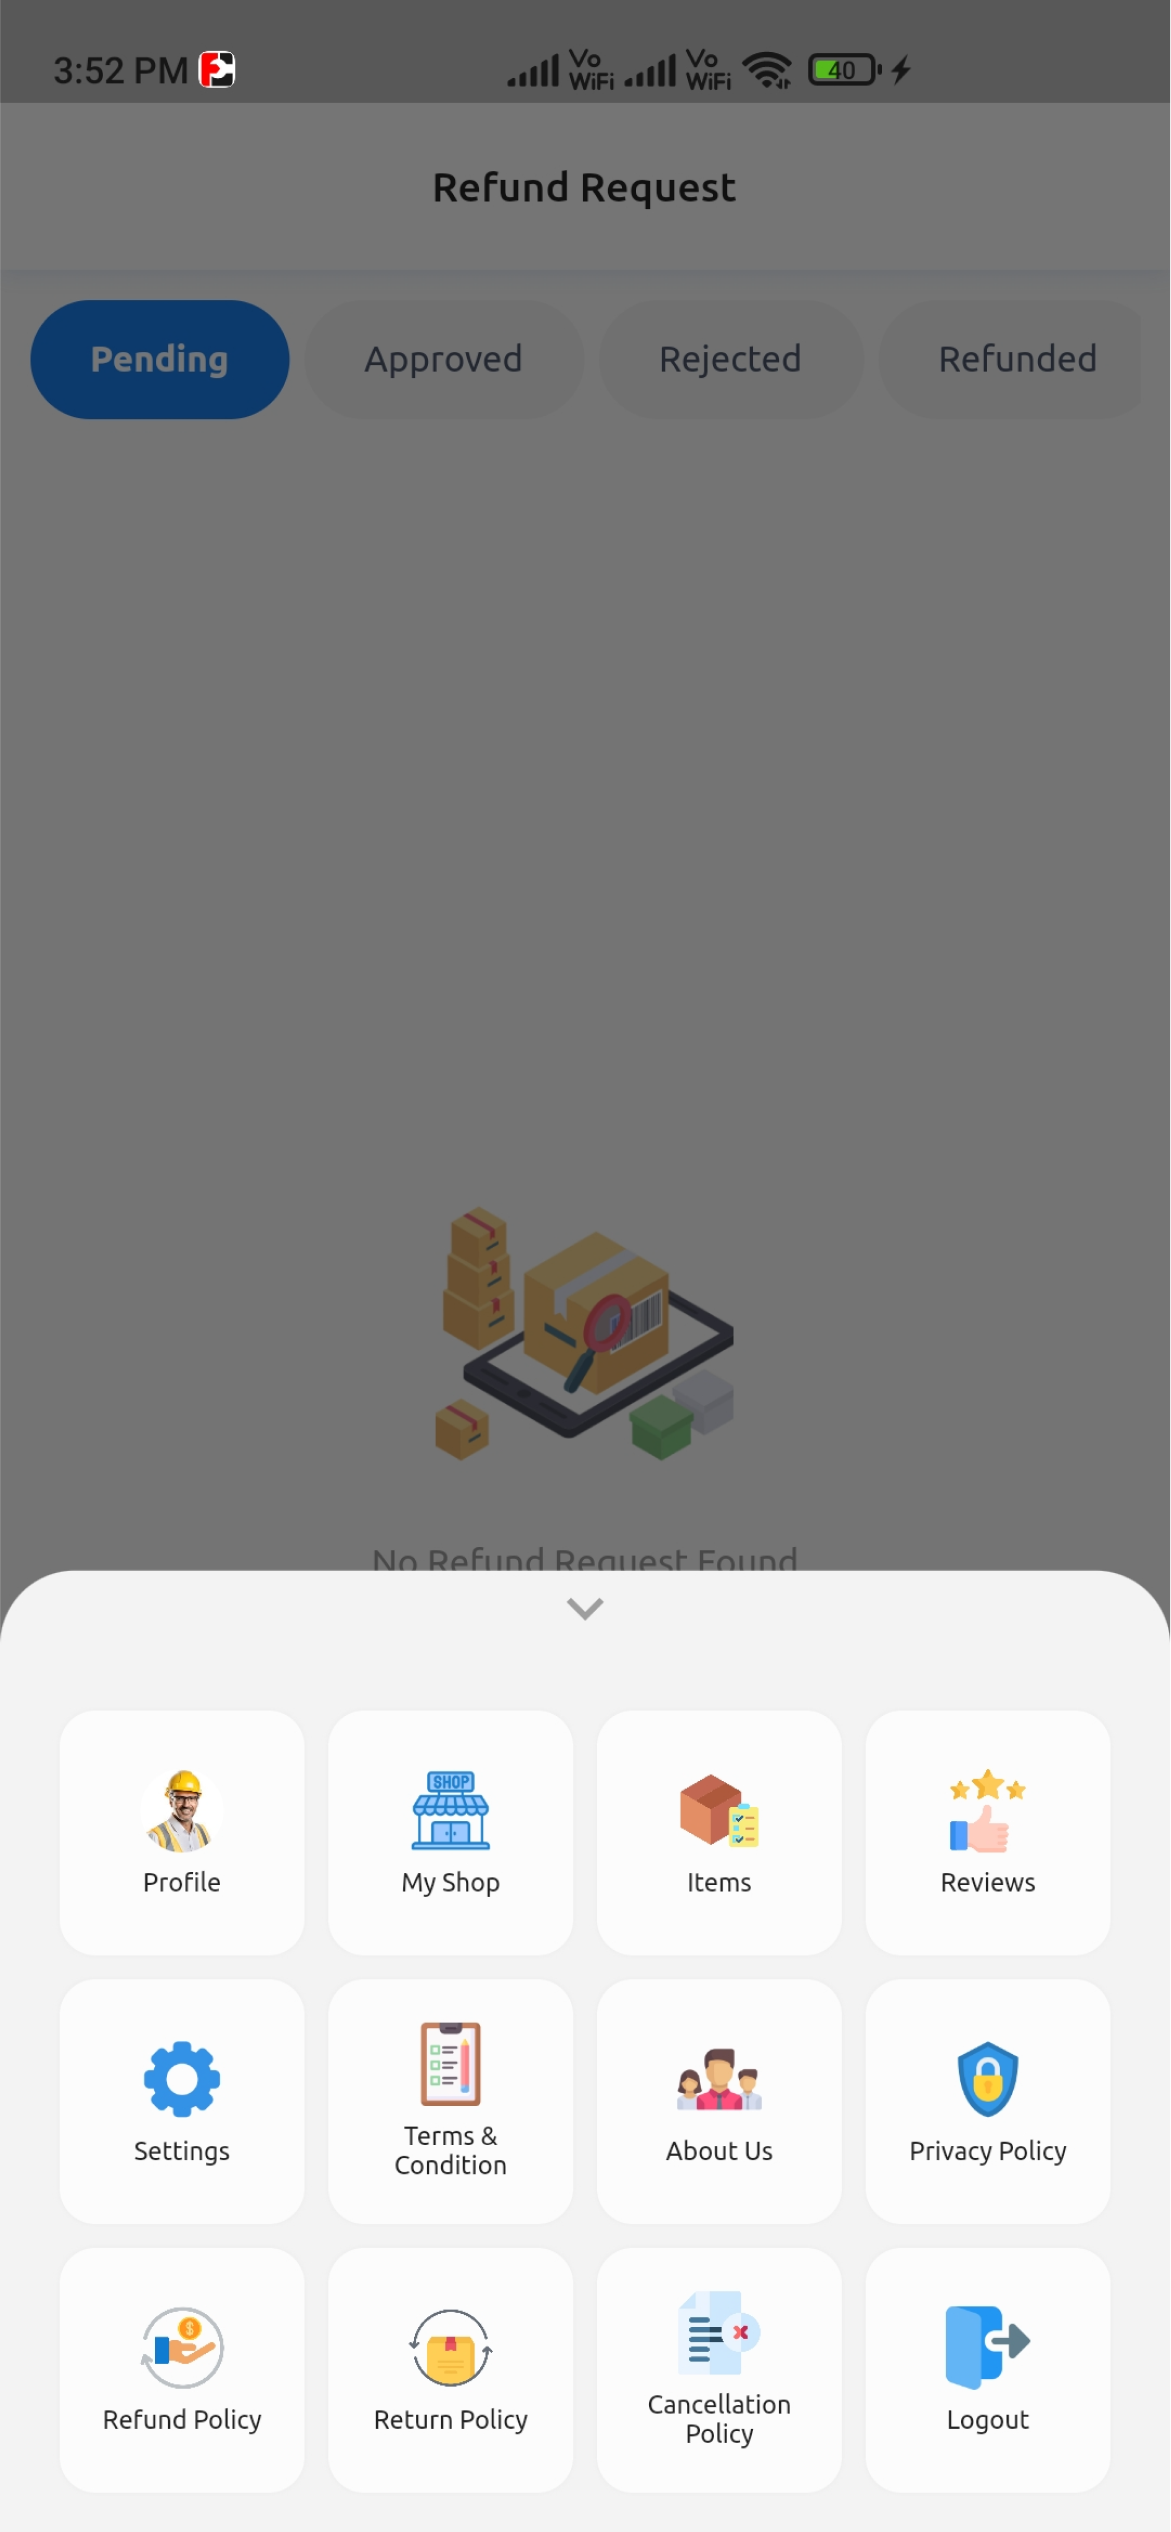 3:52 PM
Vo WiFi
Vo WiFi
40
Refund Request
Pending
Approved
Rejected
Refunded
No Refund Request Found
SHOP
Profile
My Shop
Items
Reviews
Settings
Terms &
Condition
About Us
Privacy Policy
Refund Policy
Return Policy
Cancellation
Policy
Logout